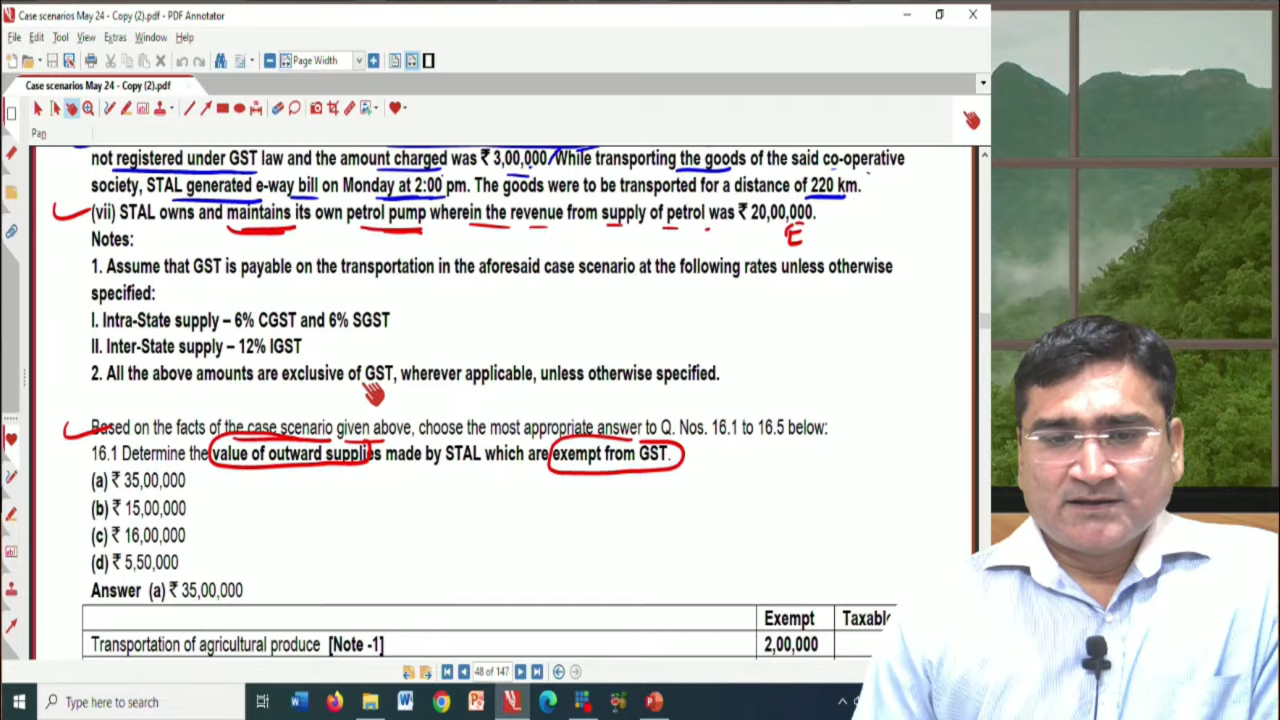 Case scenarios May 24 - Copy (2).pdf - PDF Annotator
File Edit Tool View Extras Window Help
Page Width
Case scenarios May 24 - Copy (2).pdf
Pan
not registered under GST law and the amount charged was ₹ 3,00,000 While transporting the goods of the said co-operative
society, STAL generated e-way bill on Monday at 2:00 pm. The goods were to be transported for a distance of 220 km.
(vii) STAL owns and maintains its own petrol pump wherein the revenue from supply of petrol was ₹ 20,00,000.
E
Notes:
1. Assume that GST is payable on the transportation in the aforesaid case scenario at the following rates unless otherwise
specified:
I. Intra-State supply – 6% CGST and 6% SGST
II. Inter-State supply – 12% IGST
2. All the above amounts are exclusive of GST, wherever applicable, unless otherwise specified.
Based on the facts of the case scenario given above, choose the most appropriate answer to Q. Nos. 16.1 to 16.5 below:
16.1 Determine the value of outward supplies made by STAL which are exempt from GST.
(a) ₹ 35,00,000
(b) ₹ 15,00,000
(c) ₹ 16,00,000
(d) ₹ 5,50,000
Answer (a) ₹ 35,00,000
Exempt Taxable
Transportation of agricultural produce [Note -1] 2,00,000
48 of 147
Type here to search